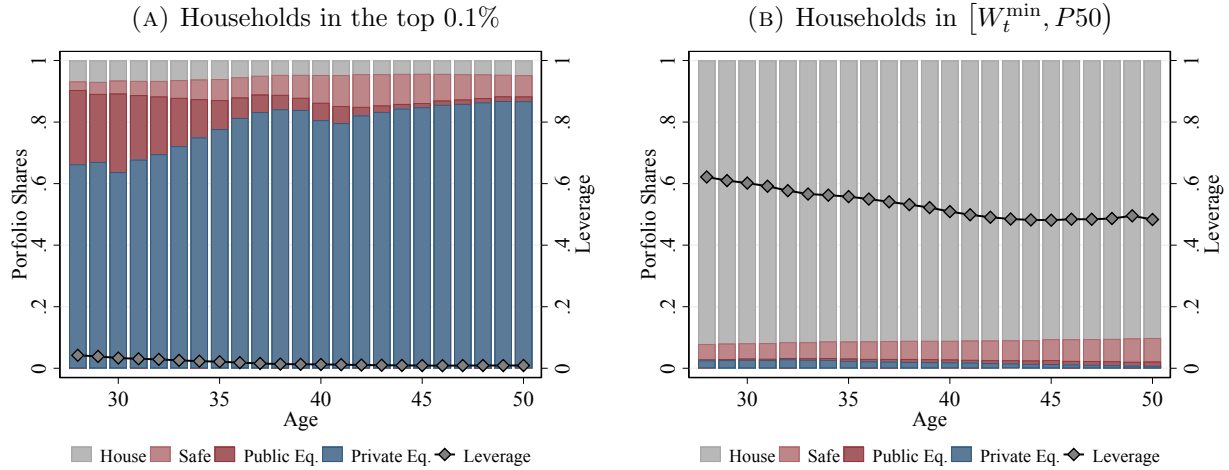 (A) Households in the top 0.1%
1
.8
.6
.4
.2
0
Porfolio Shares
1
.8
.6
.4
.2
0
Leverage
30 35 40 45 50
Age
House Safe Public Eq. Private Eq. Leverage
(B) Households in [W_t^min, P50)
1
.8
.6
.4
.2
0
Porfolio Shares
1
.8
.6
.4
.2
0
Leverage
30 35 40 45 50
Age
House Safe Public Eq. Private Eq. Leverage